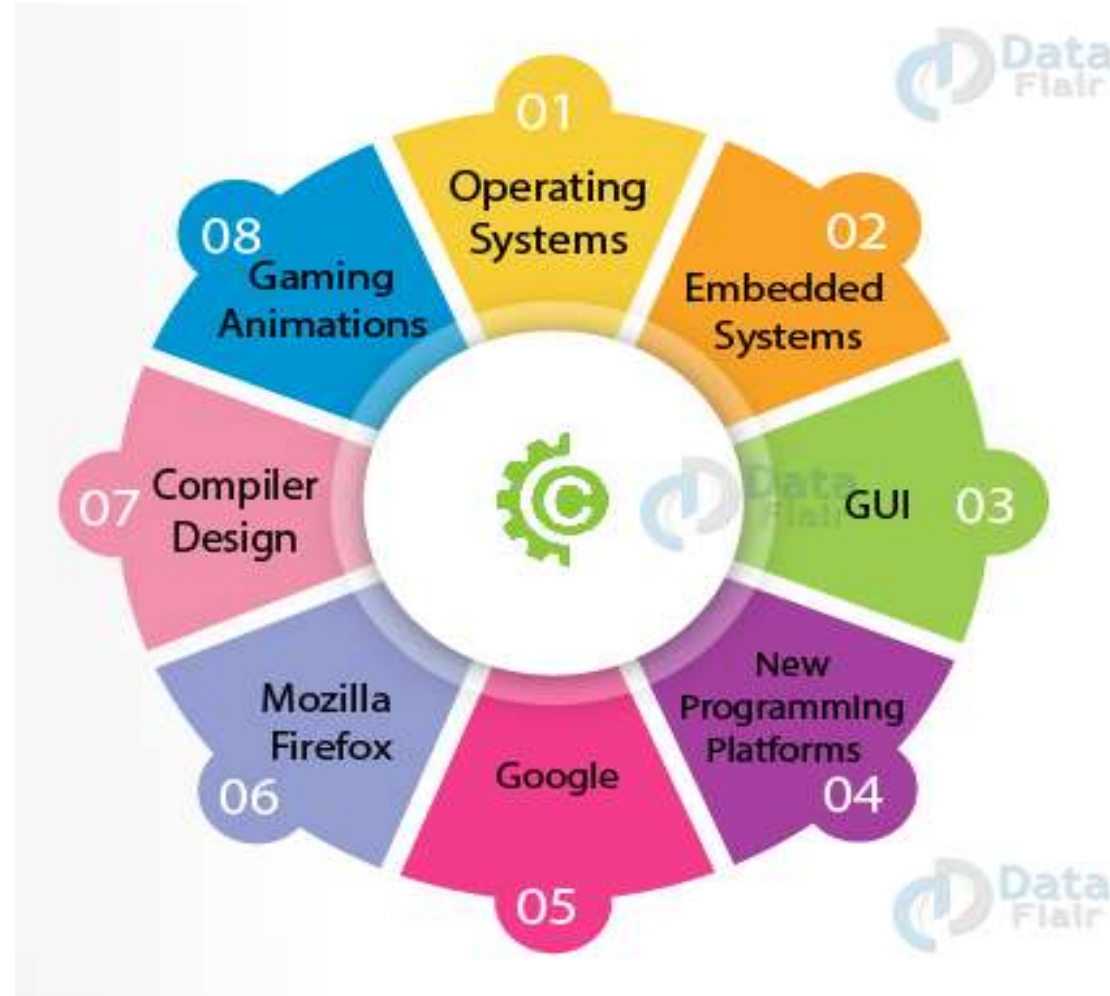 Data
Flair
01
Operating
Systems
02
Embedded
Systems
03
GUI
Data
Flair
04
New
Programming
Platforms
05
Google
06
Mozilla
Firefox
07
Compiler
Design
08
Gaming
Animations
C
Data
Flair